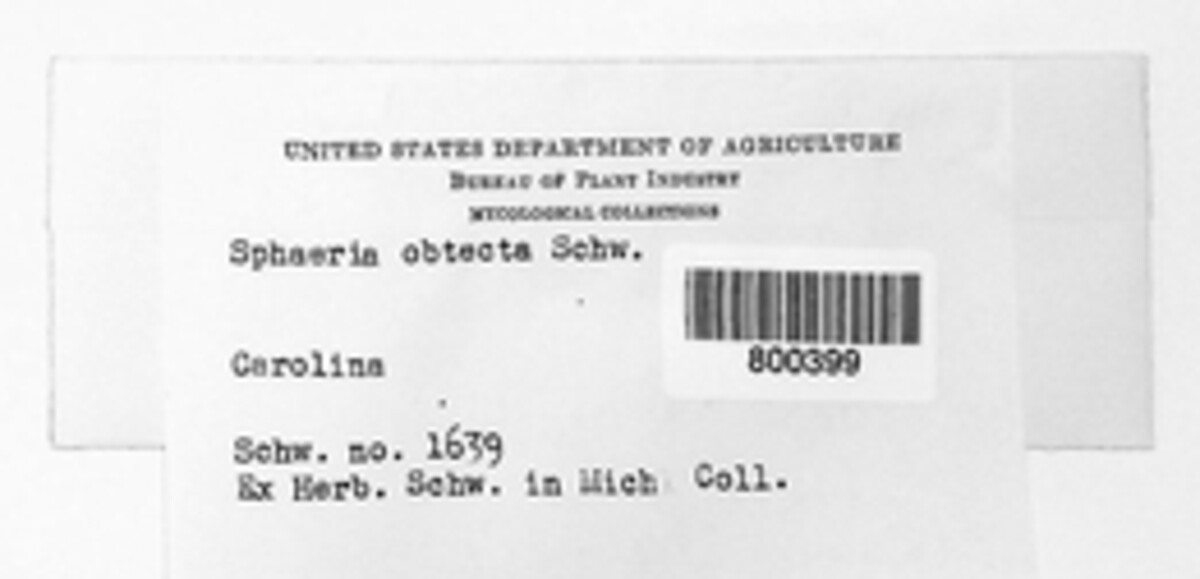 UNITED STATES DEPARTMENT OF AGRICULTURE
BUREAU OF PLANT INDUSTRY
MYCOLOGICAL COLLECTIONS
Sphaeria obtecta Schw.
800399
Carolina
Schw. no. 1639
Ex Herb. Schw. in Mich Coll.